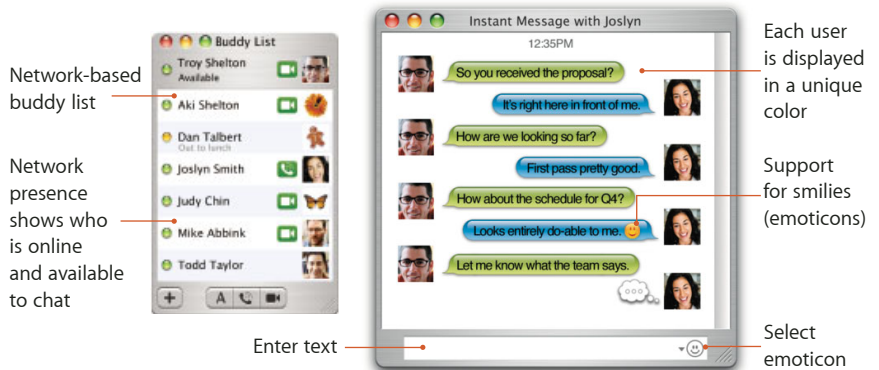 Network-based
buddy list
Network
presence
shows who
is online
and available
to chat
Buddy List
Troy Shelton
Available
Aki Shelton
Dan Talbert
Out to lunch
Joslyn Smith
Judy Chin
Mike Abbink
Todd Taylor
A
Instant Message with Joslyn
12:35PM
So you received the proposal?
It's right here in front of me.
How are we looking so far?
First pass pretty good.
How about the schedule for Q4?
Looks entirely do-able to me.
Let me know what the team says.
Enter text
Each user
is displayed
in a unique
color
Support
for smilies
(emoticons)
Select
emoticon